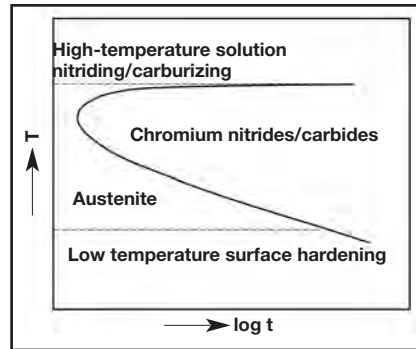 High-temperature solution
nitriding/carburizing
Chromium nitrides/carbides
T
Austenite
Low temperature surface hardening
log t